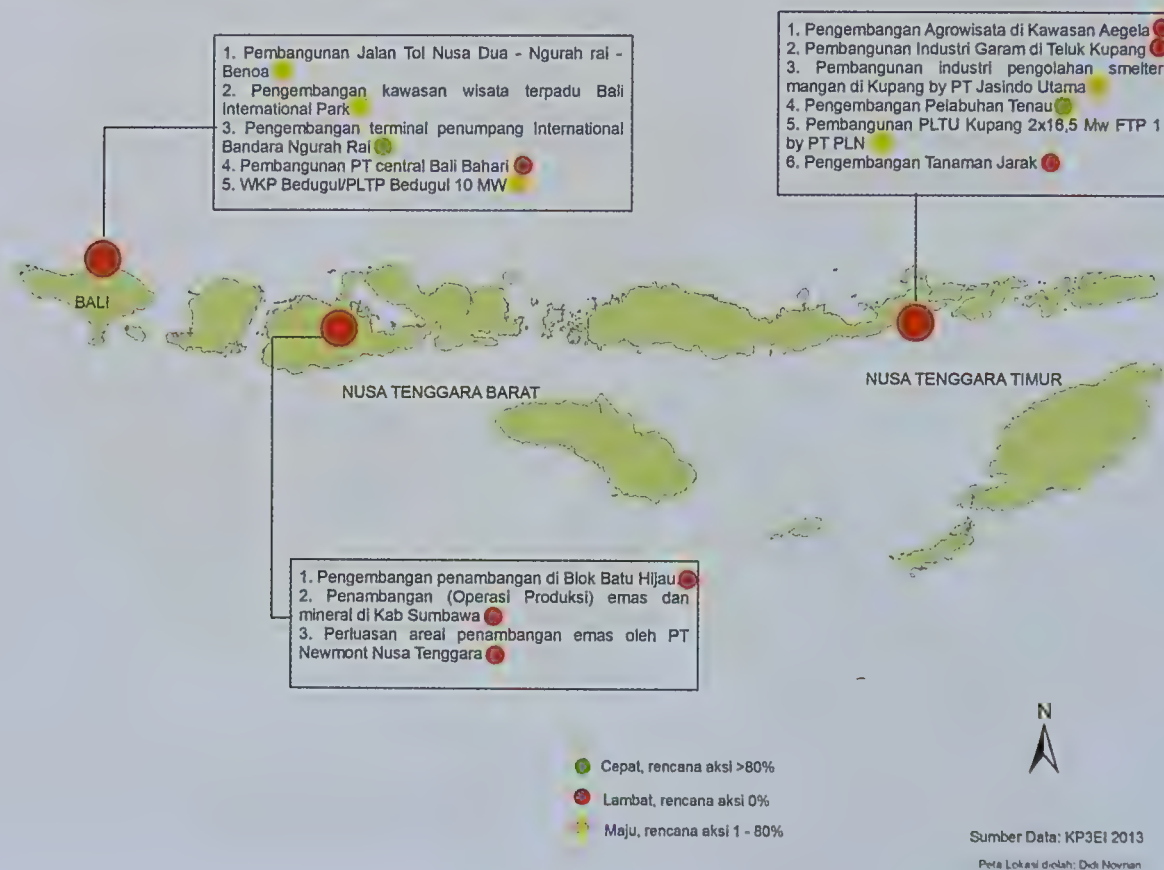 1. Pembangunan Jalan Tol Nusa Dua - Ngurah rai -
Benoa
2. Pengembangan kawasan wisata terpadu Bali
International Park
3. Pengembangan terminal penumpang International
Bandara Ngurah Rai
4. Pembangunan PT central Bali Bahari
5. WKP Bedugul/PLTP Bedugul 10 MW
1. Pengembangan Agrowisata di Kawasan Aegela
2. Pembangunan Industri Garam di Teluk Kupang
3. Pembangunan industri pengolahan smelter
mangan di Kupang by PT Jasindo Utama
4. Pengembangan Pelabuhan Tenau
5. Pembangunan PLTU Kupang 2x16,5 Mw FTP 1
by PT PLN
6. Pengembangan Tanaman Jarak
BALI
NUSA TENGGARA BARAT
NUSA TENGGARA TIMUR
1. Pengembangan penambangan di Blok Batu Hijau
2. Penambangan (Operasi Produksi) emas dan
mineral di Kab Sumbawa
3. Perluasan areal penambangan emas oleh PT
Newmont Nusa Tenggara
N
Cepat, rencana aksi >80%
Lambat, rencana aksi 0%
Maju, rencana aksi 1 - 80%
Sumber Data: KP3EI 2013
Peta Lokasi diolah: Didi Novrian